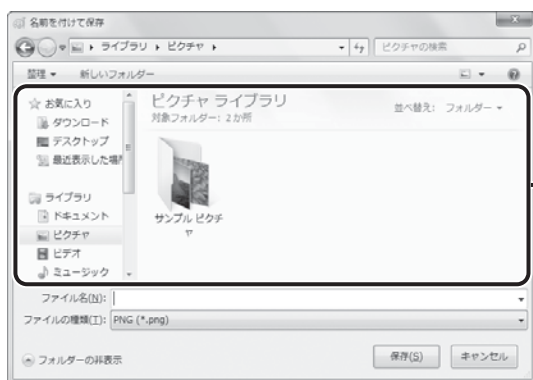 名前を付けて保存
ライブラリ ピクチャ
ピクチャの検索
整理 新しいフォルダー
お気に入り
ダウンロード
デスクトップ
最近表示した場所
ライブラリ
ドキュメント
ピクチャ
ビデオ
ミュージック
ピクチャ ライブラリ
対象フォルダー: 2か所
並べ替え: フォルダー
サンプル ピクチ
ャ
ファイル名(N):
ファイルの種類(T): PNG (*.png)
フォルダーの非表示
保存(S)
キャンセル